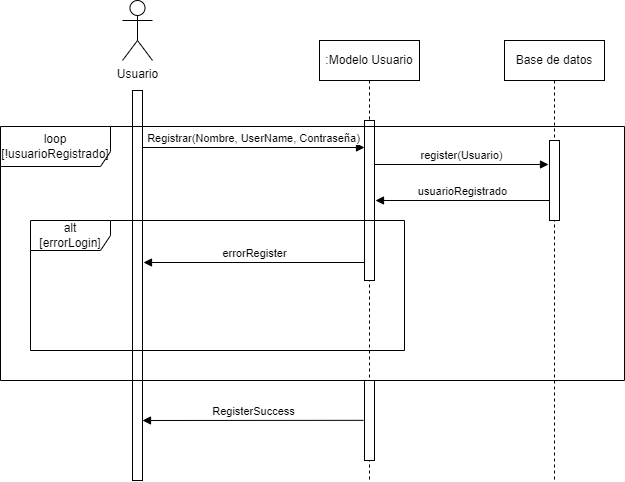 Usuario
:Modelo Usuario
Base de datos
loop
[!usuarioRegistrado]
Registrar(Nombre, UserName, Contraseña)
register(Usuario)
usuarioRegistrado
alt
[errorLogin]
errorRegister
RegisterSuccess